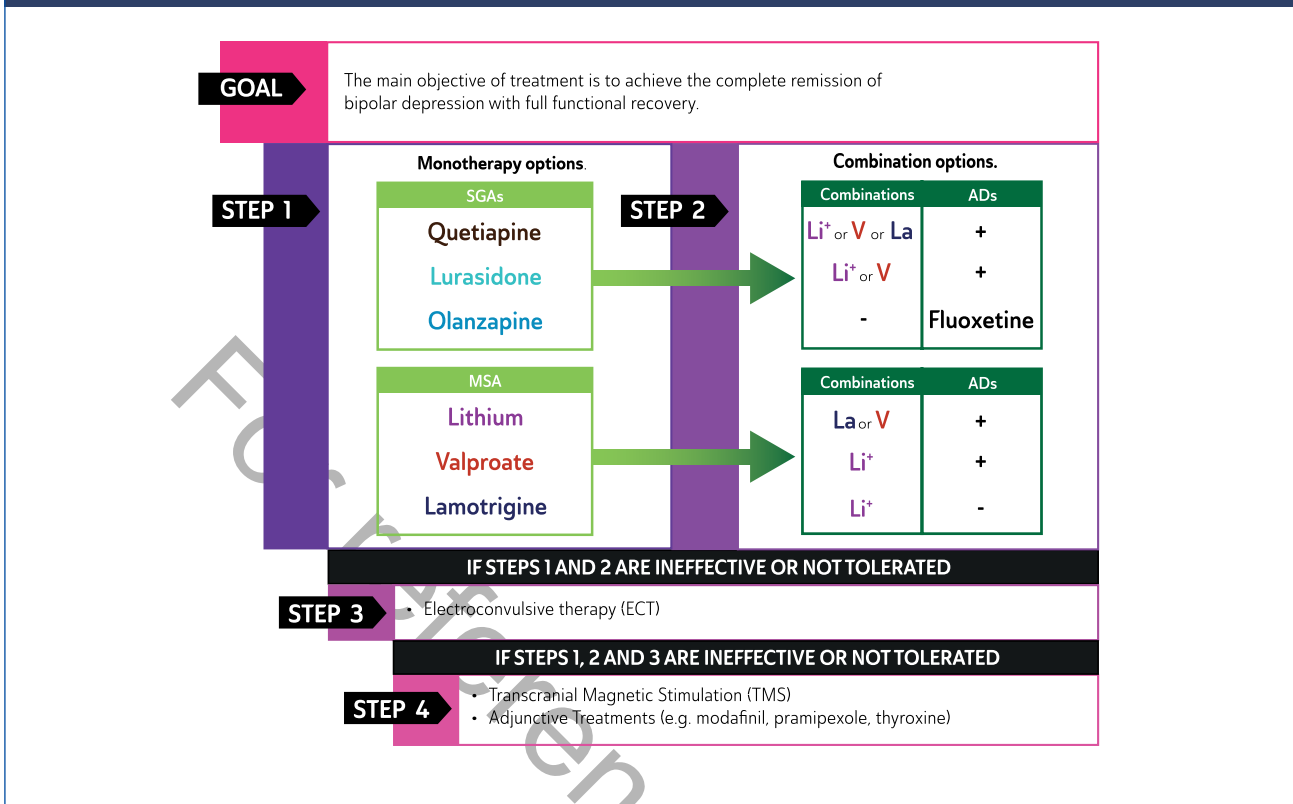 GOAL
The main objective of treatment is to achieve the complete remission of
bipolar depression with full functional recovery.
STEP 1
Monotherapy options.
SGAs
Quetiapine
Lurasidone
Olanzapine
MSA
Lithium
Valproate
Lamotrigine
STEP 2
Combination options.
Combinations ADs
Li⁺ or V or La +
Li⁺ or V +
- Fluoxetine
Combinations ADs
La or V +
Li⁺ +
Li⁺ -
IF STEPS 1 AND 2 ARE INEFFECTIVE OR NOT TOLERATED
STEP 3
• Electroconvulsive therapy (ECT)
IF STEPS 1, 2 AND 3 ARE INEFFECTIVE OR NOT TOLERATED
STEP 4
• Transcranial Magnetic Stimulation (TMS)
• Adjunctive Treatments (e.g. modafinil, pramipexole, thyroxine)
For referen